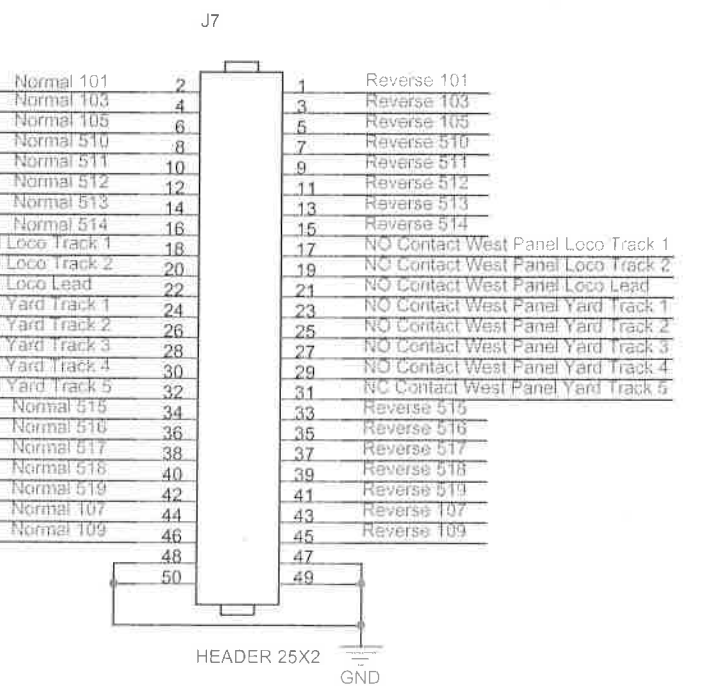 J7
Normal 101 2 1 Reverse 101
Normal 103 4 3 Reverse 103
Normal 105 6 5 Reverse 105
Normal 510 8 7 Reverse 510
Normal 511 10 9 Reverse 511
Normal 512 12 11 Reverse 512
Normal 513 14 13 Reverse 513
Normal 514 16 15 Reverse 514
Loco Track 1 18 17 NO Contact West Panel Loco Track 1
Loco Track 2 20 19 NO Contact West Panel Loco Track 2
Loco Lead 22 21 NO Contact West Panel Loco Lead
Yard Track 1 24 23 NO Contact West Panel Yard Track 1
Yard Track 2 26 25 NO Contact West Panel Yard Track 2
Yard Track 3 28 27 NO Contact West Panel Yard Track 3
Yard Track 4 30 29 NO Contact West Panel Yard Track 4
Yard Track 5 32 31 NC Contact West Panel Yard Track 5
Normal 515 34 33 Reverse 515
Normal 516 36 35 Reverse 516
Normal 517 38 37 Reverse 517
Normal 518 40 39 Reverse 518
Normal 519 42 41 Reverse 519
Normal 107 44 43 Reverse 107
Normal 109 46 45 Reverse 109
48 47
50 49
HEADER 25X2
GND